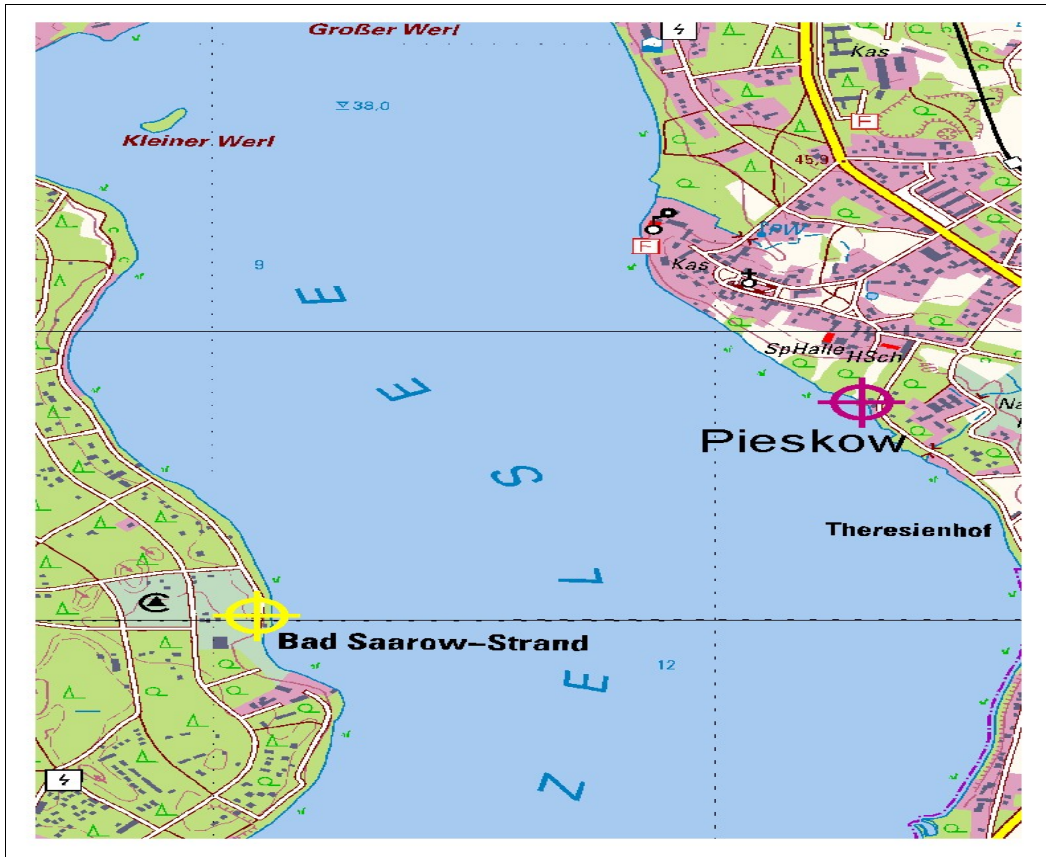 Großer Werl
Kas
38,0
F
Kleiner Werl
45,9
PW
F
Kas
9
E
SpHalle
HSch
E
Pieskow
S
Theresienhof
L
Bad Saarow-Strand
12
E
Z